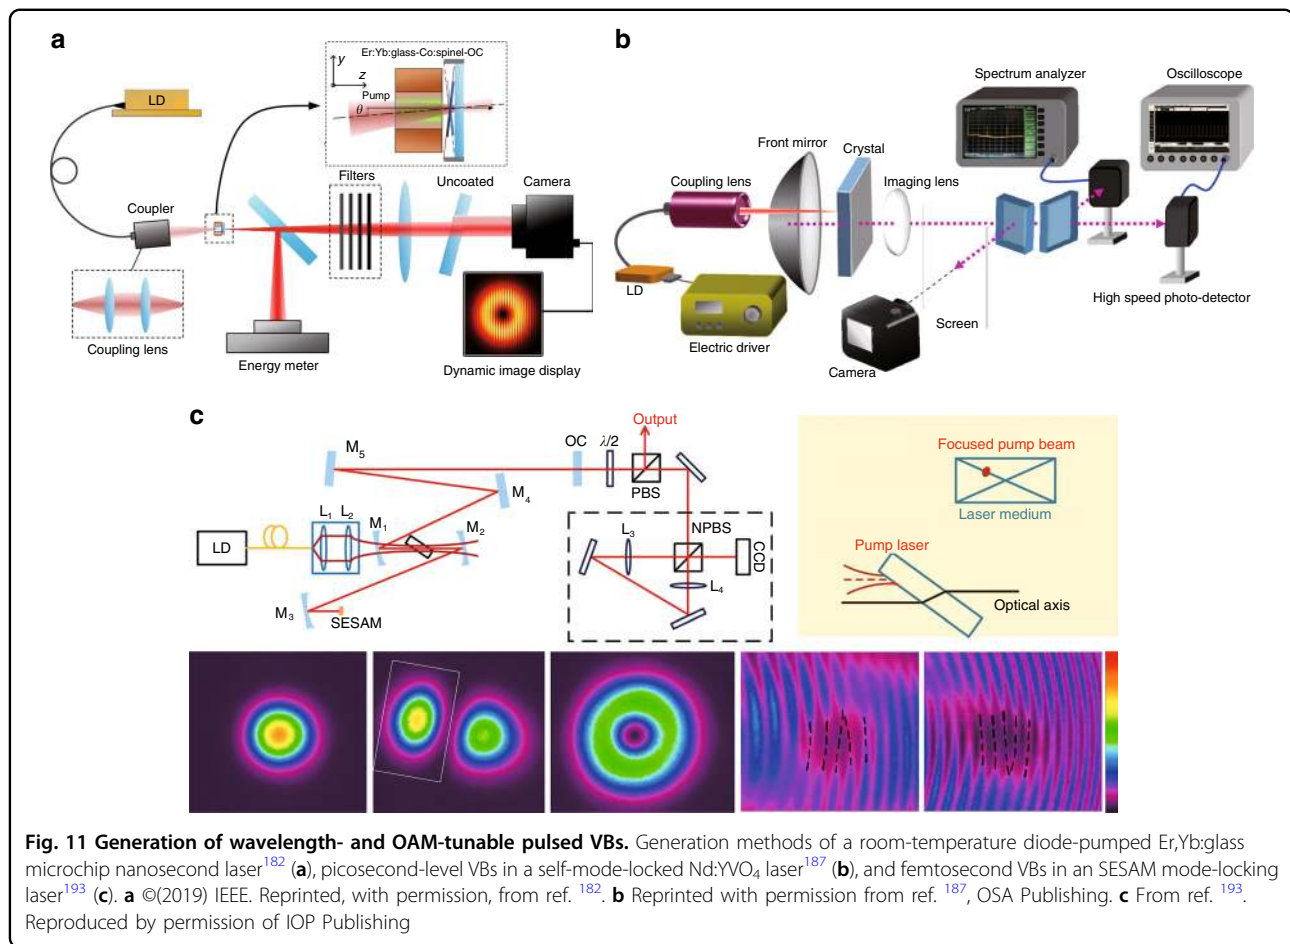 a
Er:Yb:glass-Co:spinel-OC
y
z
Pump
θ
LD
Filters
Uncoated
Camera
Coupler
Coupling lens
Energy meter
Dynamic image display
b
Spectrum analyzer
Oscilloscope
Front mirror
Crystal
Coupling lens
Imaging lens
LD
High speed photo-detector
Screen
Electric driver
Camera
c
Output
M5
OC
λ/2
PBS
M4
L1 L2
M1
M2
LD
NPBS
L3
CCD
L4
M3
SESAM
Focused pump beam
Laser medium
Pump laser
Optical axis
Fig. 11 Generation of wavelength- and OAM-tunable pulsed VBs. Generation methods of a room-temperature diode-pumped Er,Yb:glass
microchip nanosecond laser182 (a), picosecond-level VBs in a self-mode-locked Nd:YVO4 laser187 (b), and femtosecond VBs in an SESAM mode-locking
laser193 (c). a ©(2019) IEEE. Reprinted, with permission, from ref. 182. b Reprinted with permission from ref. 187, OSA Publishing. c From ref. 193.
Reproduced by permission of IOP Publishing